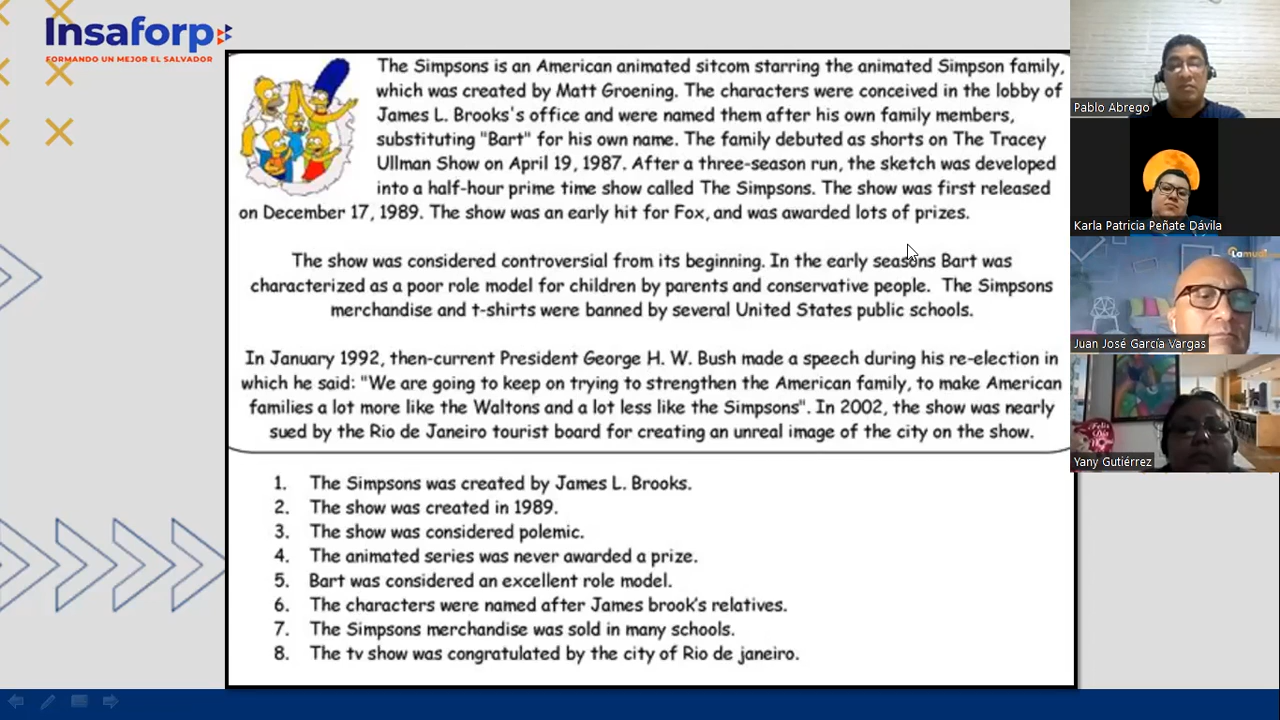 Insaforp
FORMANDO UN MEJOR EL SALVADOR
The Simpsons is an American animated sitcom starring the animated Simpson family,
which was created by Matt Groening. The characters were conceived in the lobby of
James L. Brooks's office and were named them after his own family members,
substituting "Bart" for his own name. The family debuted as shorts on The Tracey
Ullman Show on April 19, 1987. After a three-season run, the sketch was developed
into a half-hour prime time show called The Simpsons. The show was first released
on December 17, 1989. The show was an early hit for Fox, and was awarded lots of prizes.
The show was considered controversial from its beginning. In the early seasons Bart was
characterized as a poor role model for children by parents and conservative people. The Simpsons
merchandise and t-shirts were banned by several United States public schools.
In January 1992, then-current President George H. W. Bush made a speech during his re-election in
which he said: "We are going to keep on trying to strengthen the American family, to make American
families a lot more like the Waltons and a lot less like the Simpsons". In 2002, the show was nearly
sued by the Rio de Janeiro tourist board for creating an unreal image of the city on the show.
1. The Simpsons was created by James L. Brooks.
2. The show was created in 1989.
3. The show was considered polemic.
4. The animated series was never awarded a prize.
5. Bart was considered an excellent role model.
6. The characters were named after James brook's relatives.
7. The Simpsons merchandise was sold in many schools.
8. The tv show was congratulated by the city of Rio de janeiro.
Pablo Abrego
Karla Patricia Peñate Dávila
Juan José García Vargas
Yany Gutiérrez